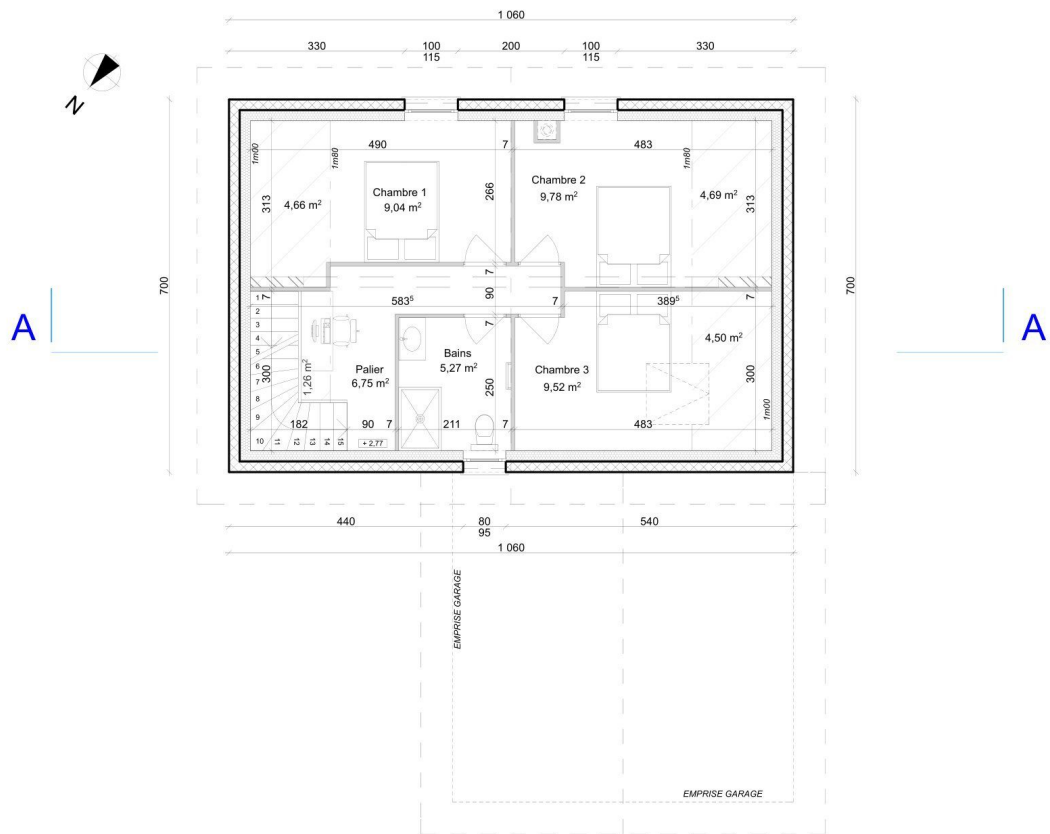 1 060
330
100
115
200
100
115
330
N
700
700
1m00
490
1m80
7
483
1m80
Chambre 1
9,04 m²
4,66 m²
313
266
Chambre 2
9,78 m²
4,69 m²
313
7
90
7
583⁵
7
389⁵
7
A
A
1
2
3
4
5
6
7
8
9
10
11
12
13
14
15
300
1,26 m²
Palier
6,75 m²
7
Bains
5,27 m²
250
Chambre 3
9,52 m²
4,50 m²
300
1m00
182
90
7
211
7
483
+ 2,77
440
80
95
540
1 060
EMPRISE GARAGE
EMPRISE GARAGE